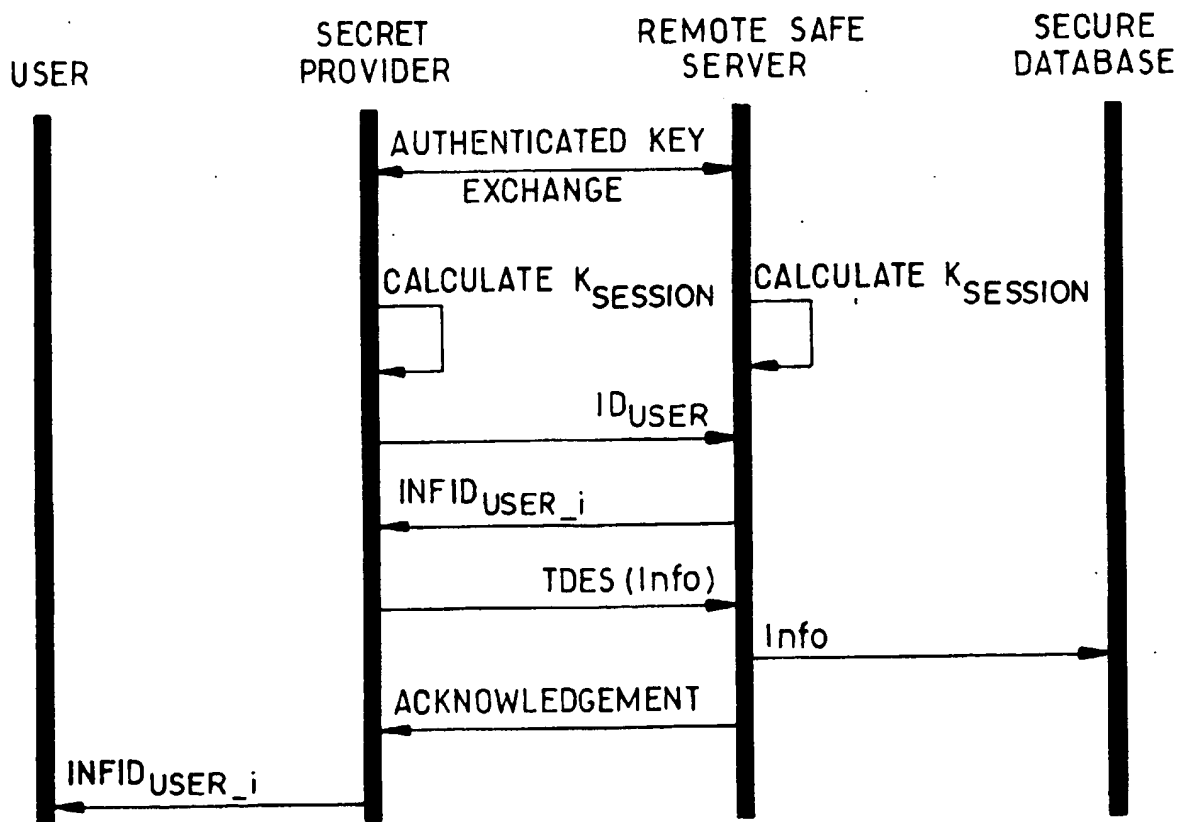 USER
SECRET
PROVIDER
REMOTE SAFE
SERVER
SECURE
DATABASE
AUTHENTICATED KEY
EXCHANGE
CALCULATE KSESSION
CALCULATE KSESSION
IDUSER
INFIDUSER_i
TDES (Info)
Info
ACKNOWLEDGEMENT
INFIDUSER_i